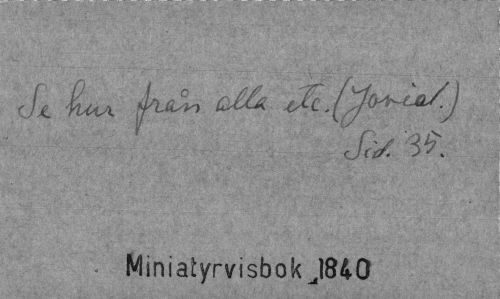 Se hur från alla etc. (Jovial.)
Sid. 35.
Miniatyrvisbok 1840